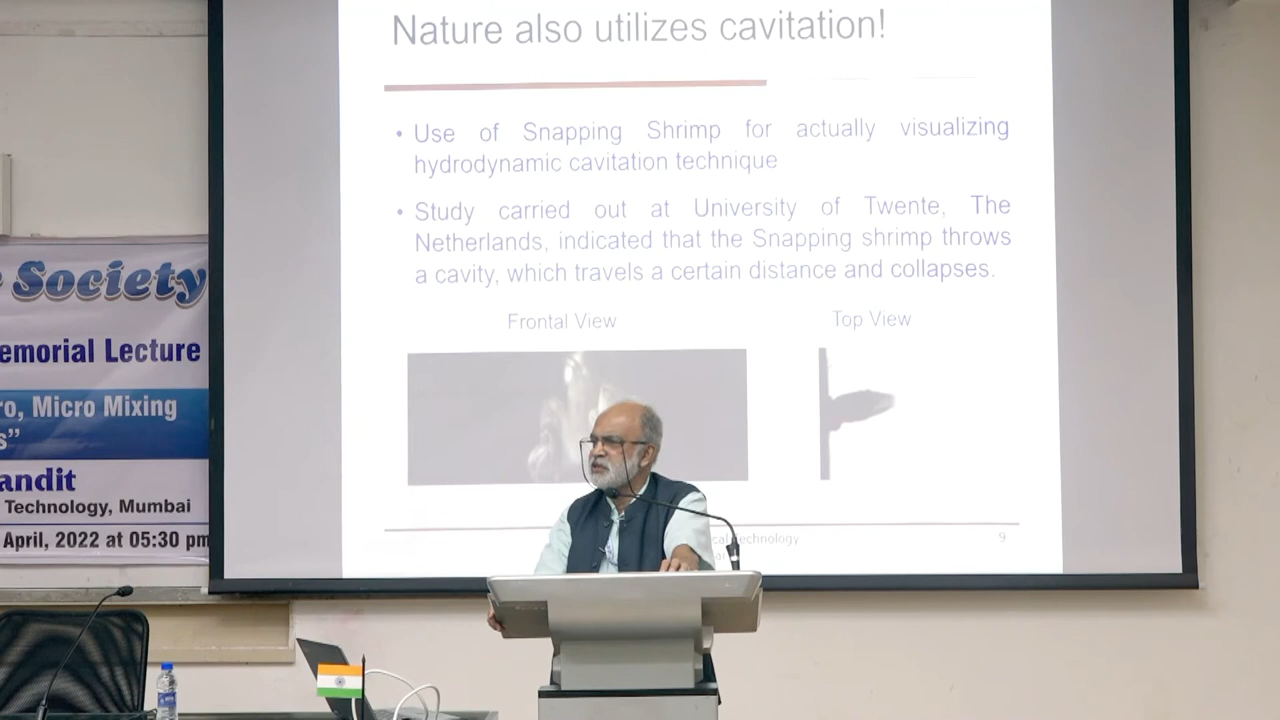 Nature also utilizes cavitation!
• Use of Snapping Shrimp for actually visualizing
hydrodynamic cavitation technique
• Study carried out at University of Twente, The
Netherlands, indicated that the Snapping shrimp throws
a cavity, which travels a certain distance and collapses.
Frontal View
Top View
Technology
9
Society
emorial Lecture
ro, Micro Mixing
s”
andit
Technology, Mumbai
April, 2022 at 05:30 pm